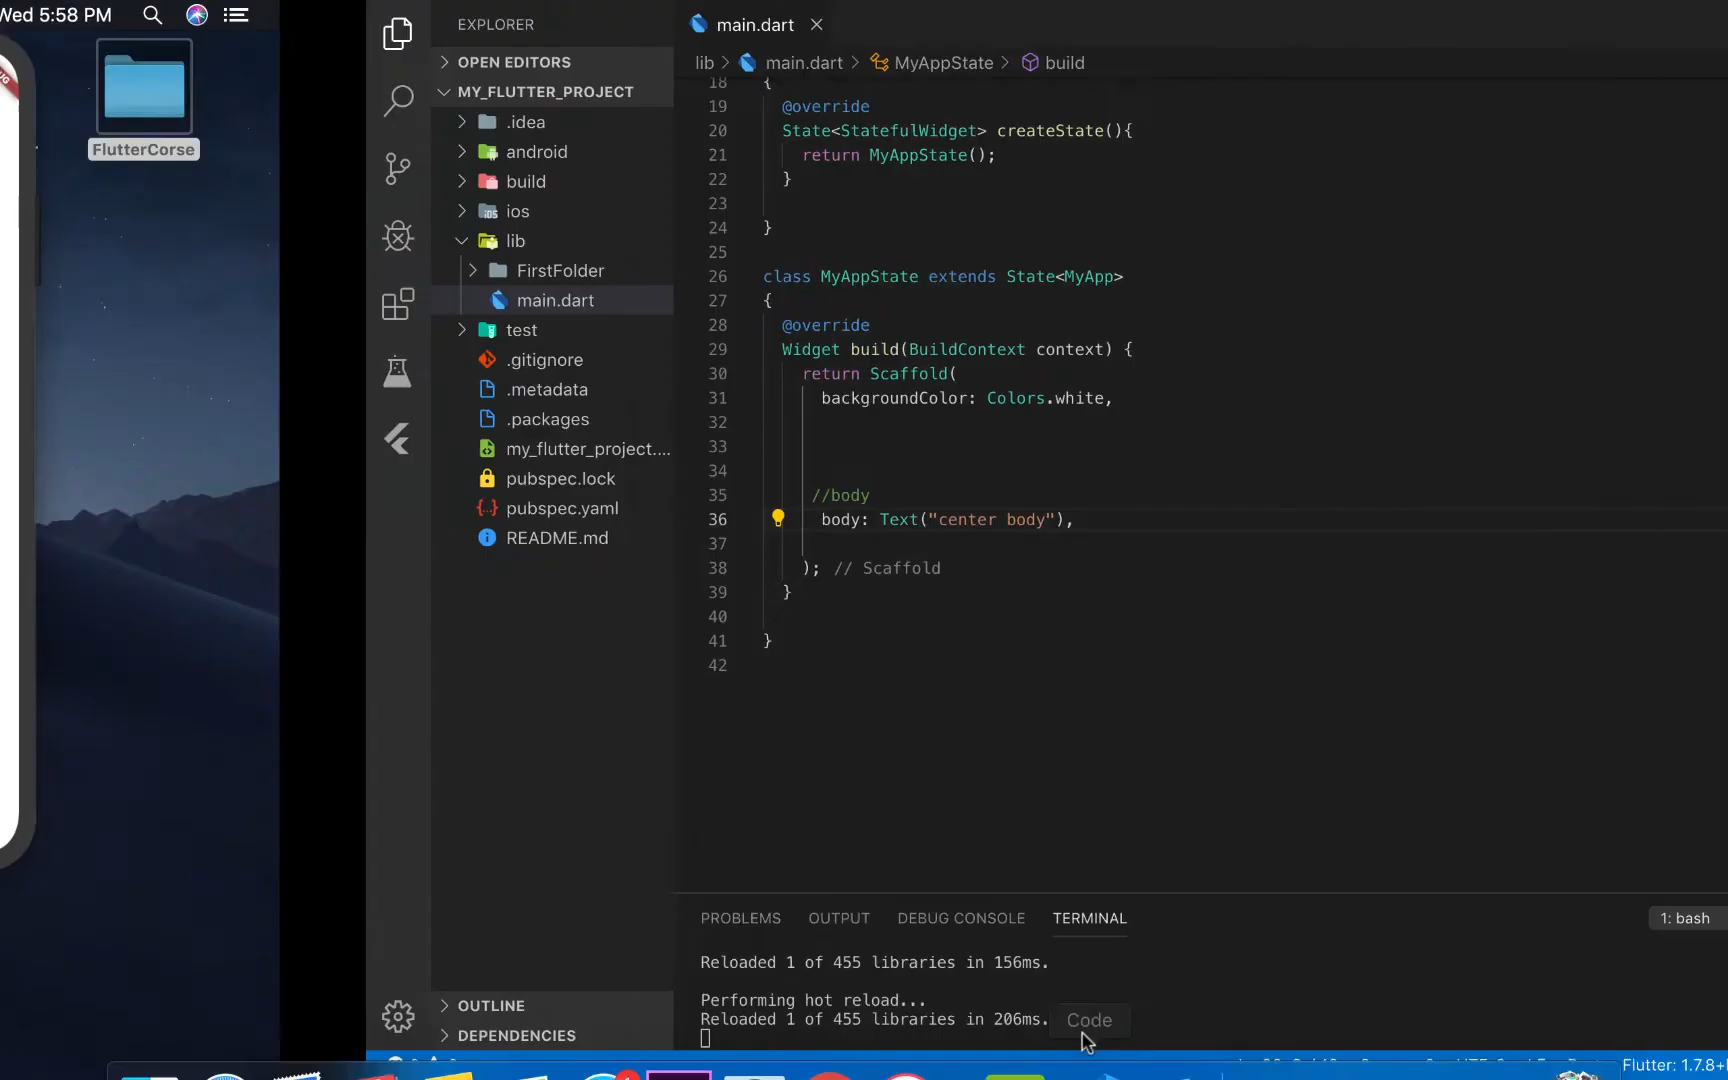 Wed 5:58 PM
FlutterCorse
EXPLORER
OPEN EDITORS
MY_FLUTTER_PROJECT
.idea
android
build
ios
lib
FirstFolder
main.dart
test
.gitignore
.metadata
.packages
my_flutter_project....
pubspec.lock
pubspec.yaml
README.md
OUTLINE
DEPENDENCIES
main.dart
lib > main.dart > MyAppState > build
18 {
19 @override
20 State<StatefulWidget> createState(){
21 return MyAppState();
22 }
23
24 }
25
26 class MyAppState extends State<MyApp>
27 {
28 @override
29 Widget build(BuildContext context) {
30 return Scaffold(
31 backgroundColor: Colors.white,
32
33
34
35 //body
36 body: Text("center body"),
37
38 ); // Scaffold
39 }
40
41 }
42
PROBLEMS OUTPUT DEBUG CONSOLE TERMINAL
1: bash
Reloaded 1 of 455 libraries in 156ms.
Performing hot reload...
Reloaded 1 of 455 libraries in 206ms.
Code
Flutter: 1.7.8+